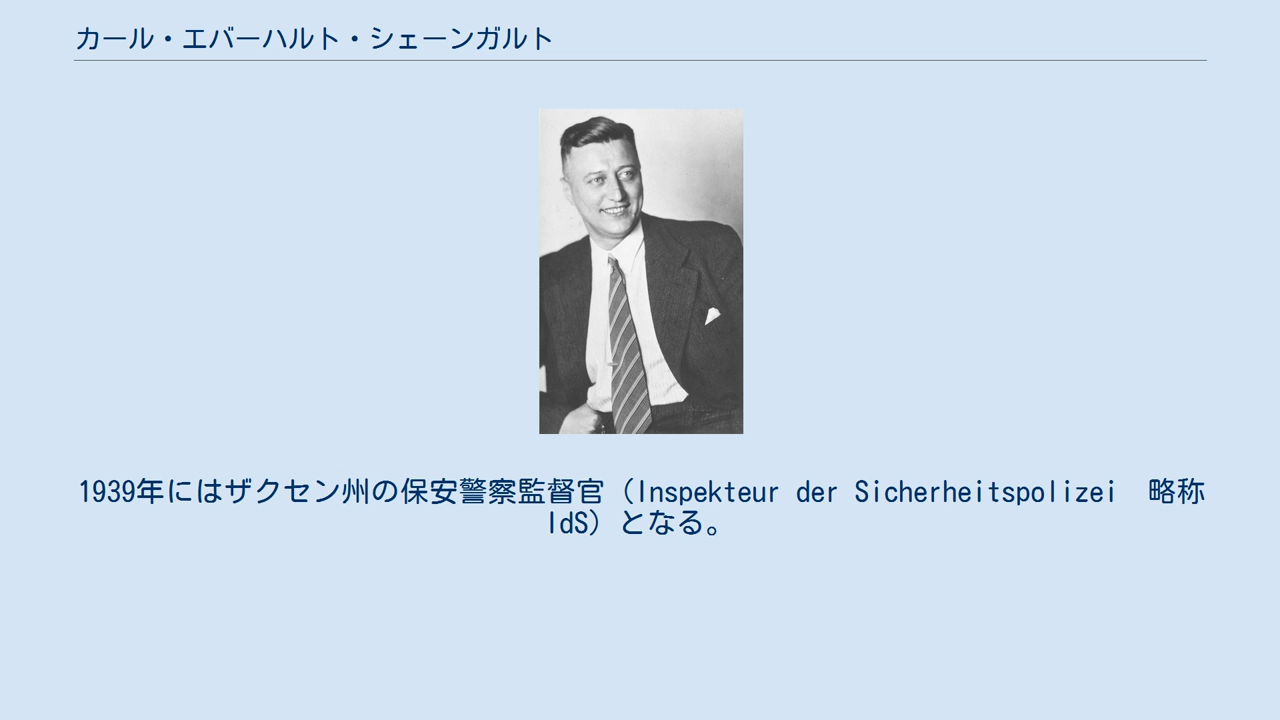 カール・エバーハルト・シェーンガルト
1939年にはザクセン州の保安警察監督官（Inspekteur der Sicherheitspolizei　略称
IdS）となる。